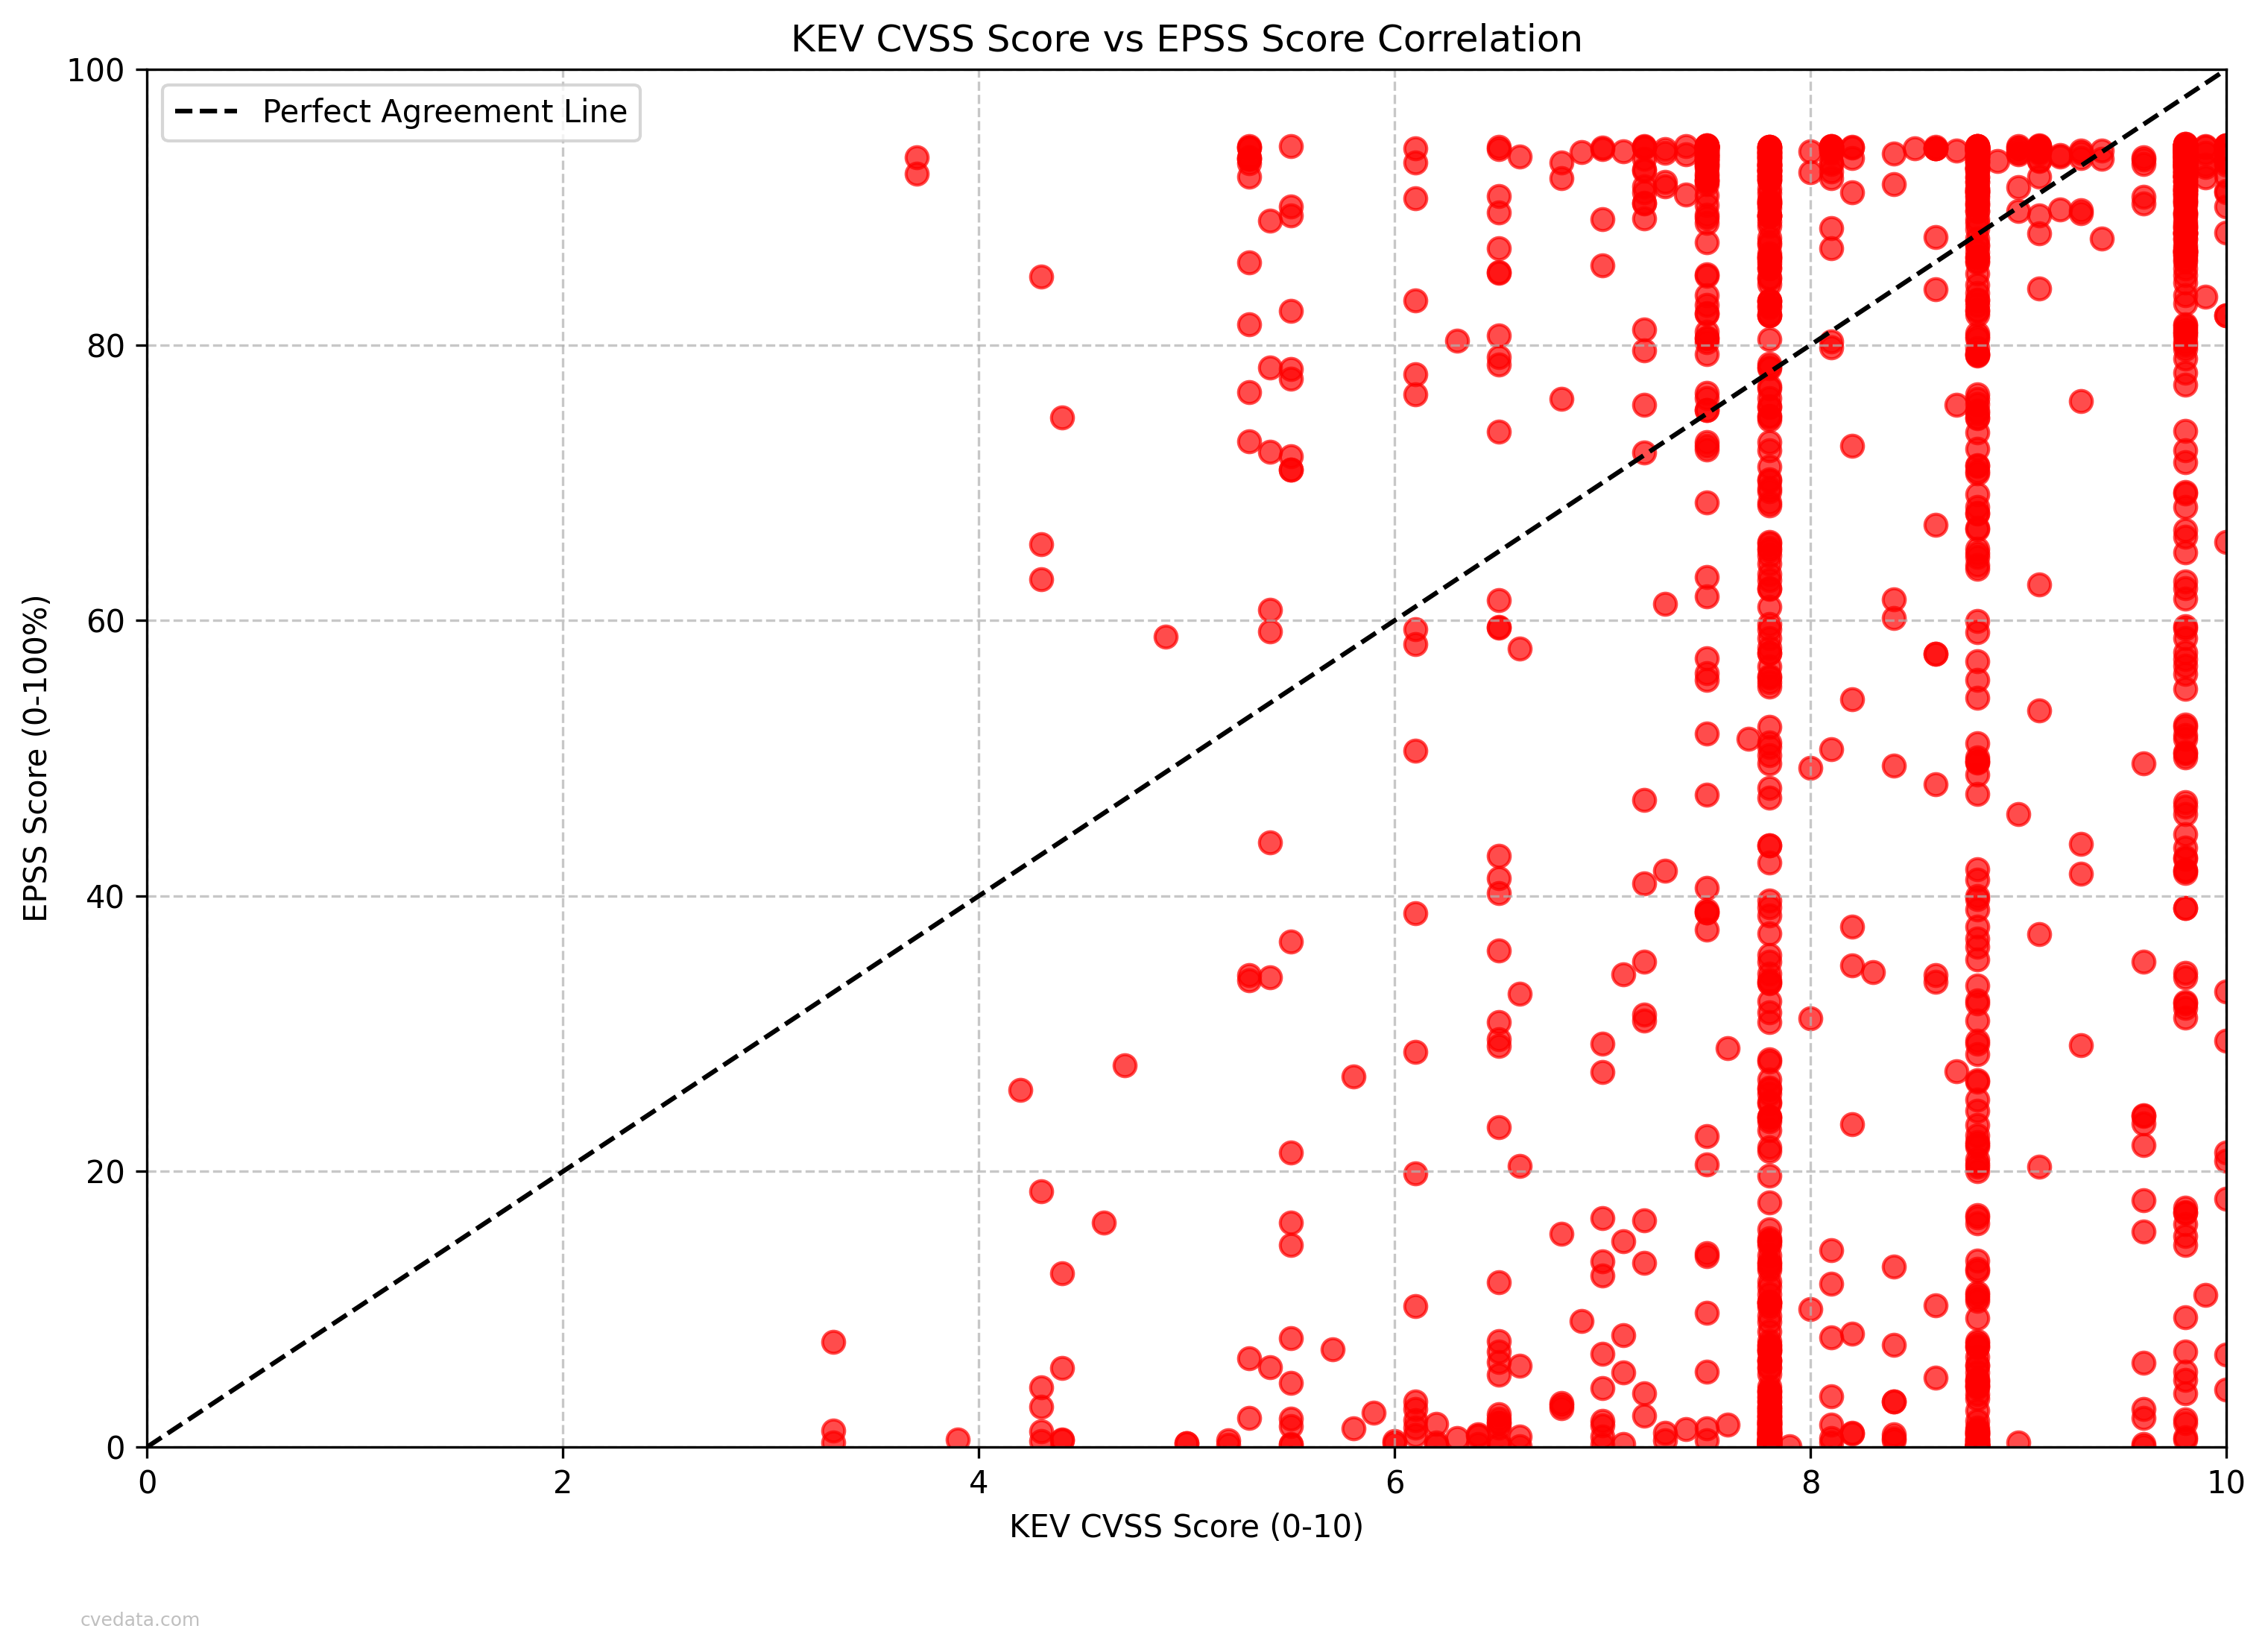 KEV CVSS Score vs EPSS Score Correlation
Perfect Agreement Line
100
80
60
40
20
0
EPSS Score (0-100%)
0 2 4 6 8 10
KEV CVSS Score (0-10)
cvedata.com